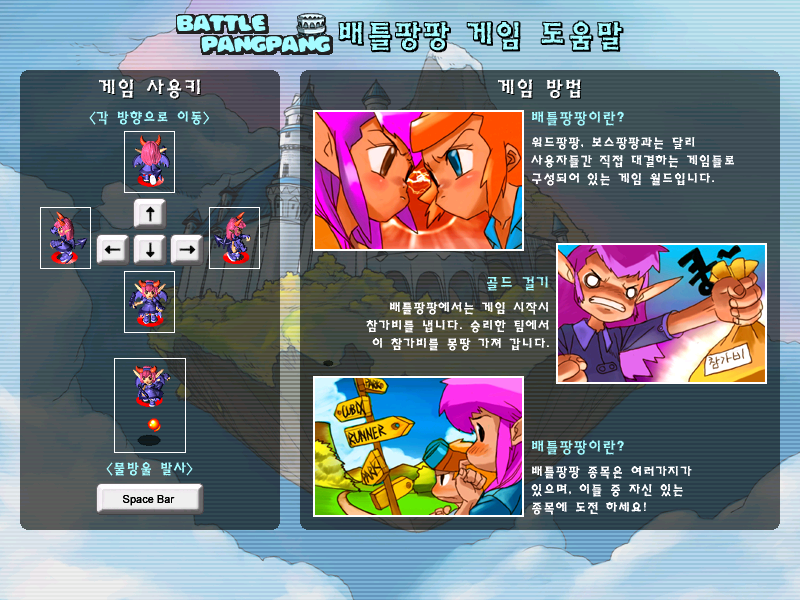 BATTLE
PANGPANG
배틀팡팡 게임 도움말
게임 사용키
<각 방향으로 이동>
↑
← ↓ →
<물방울 발사>
Space Bar
게임 방법
배틀팡팡이란?
워드팡팡, 보스팡팡과는 달리
사용자들간 직접 대결하는 게임들로
구성되어 있는 게임 월드입니다.
골드 걸기
배틀팡팡에서는 게임 시작시
참가비를 냅니다. 승리한 팀에서
이 참가비를 몽땅 가져 갑니다.
쿵~
참가비
CUBOX
RUNNER
PARK
배틀팡팡이란?
배틀팡팡 종목은 여러가지가
있으며, 이들 중 자신 있는
종목에 도전 하세요!